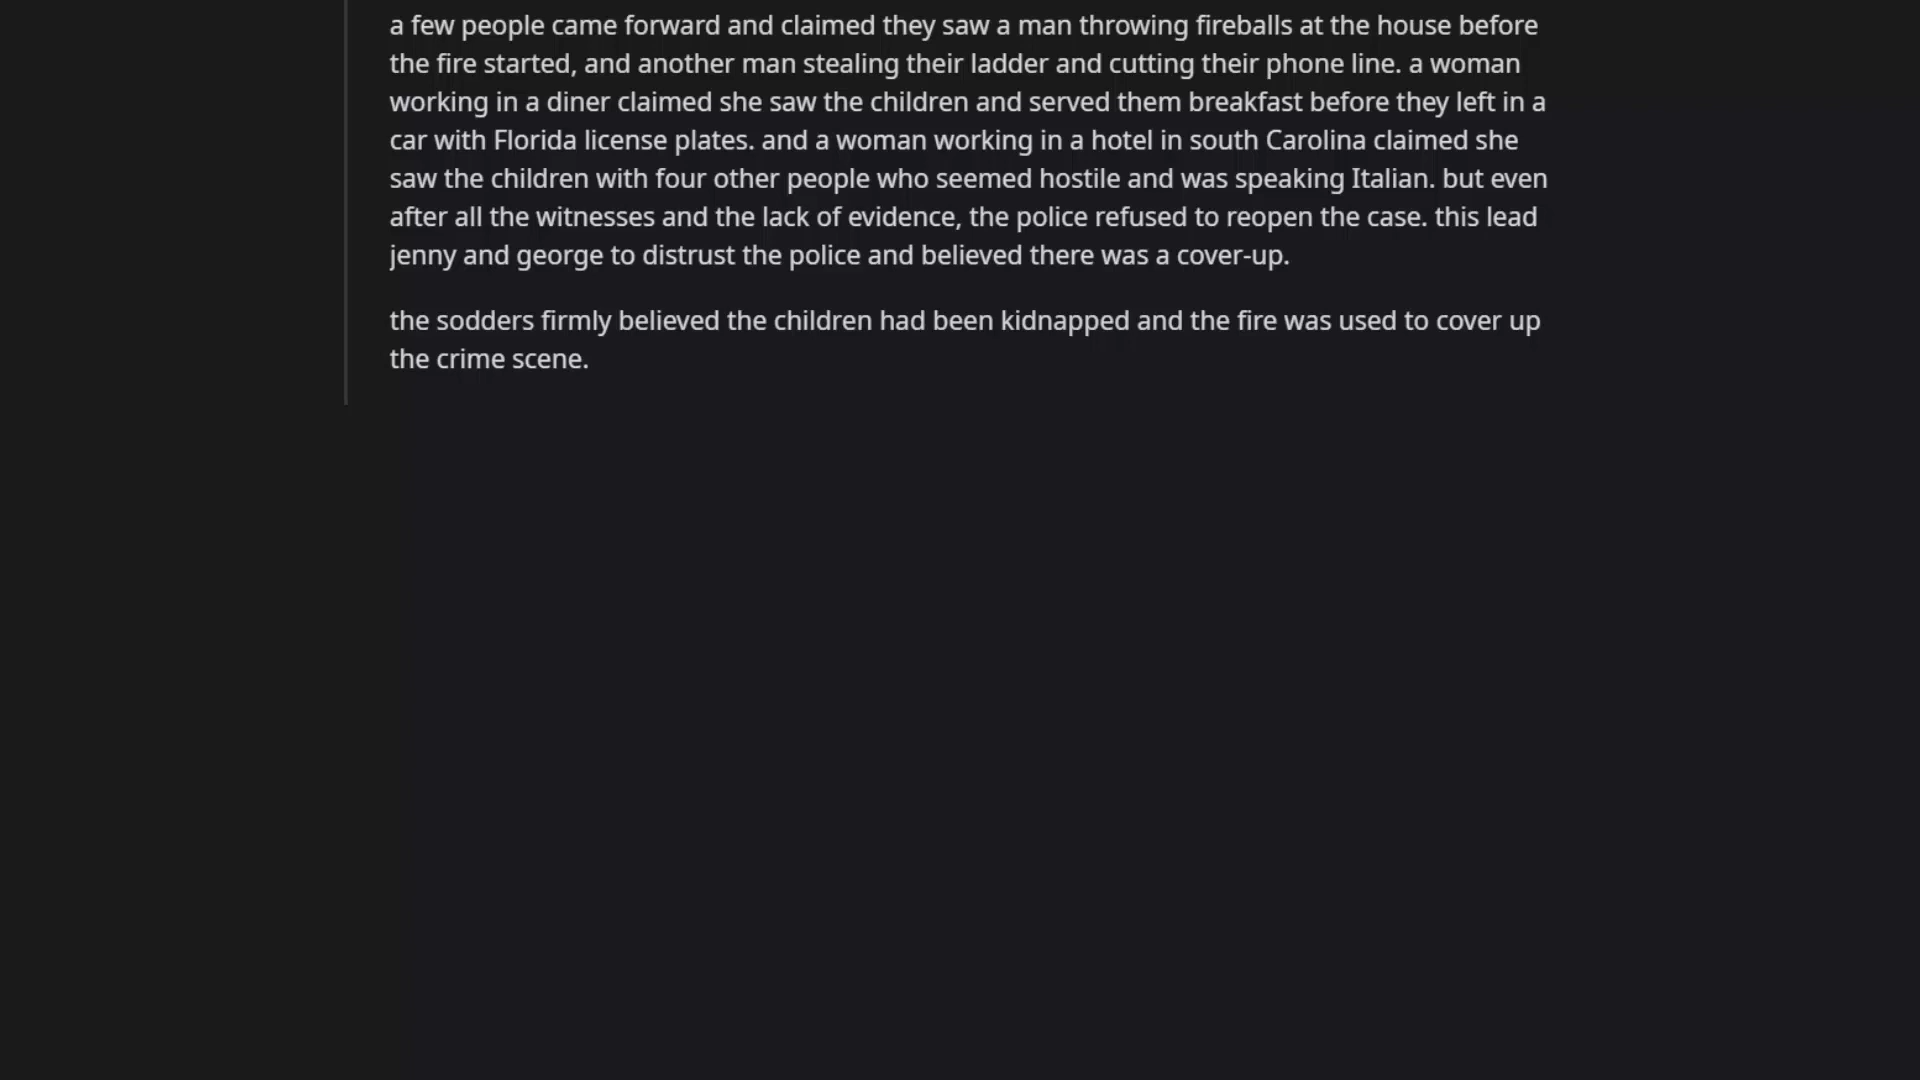 a few people came forward and claimed they saw a man throwing fireballs at the house before
the fire started, and another man stealing their ladder and cutting their phone line. a woman
working in a diner claimed she saw the children and served them breakfast before they left in a
car with Florida license plates. and a woman working in a hotel in south Carolina claimed she
saw the children with four other people who seemed hostile and was speaking Italian. but even
after all the witnesses and the lack of evidence, the police refused to reopen the case. this lead
jenny and george to distrust the police and believed there was a cover-up.
the sodders firmly believed the children had been kidnapped and the fire was used to cover up
the crime scene.